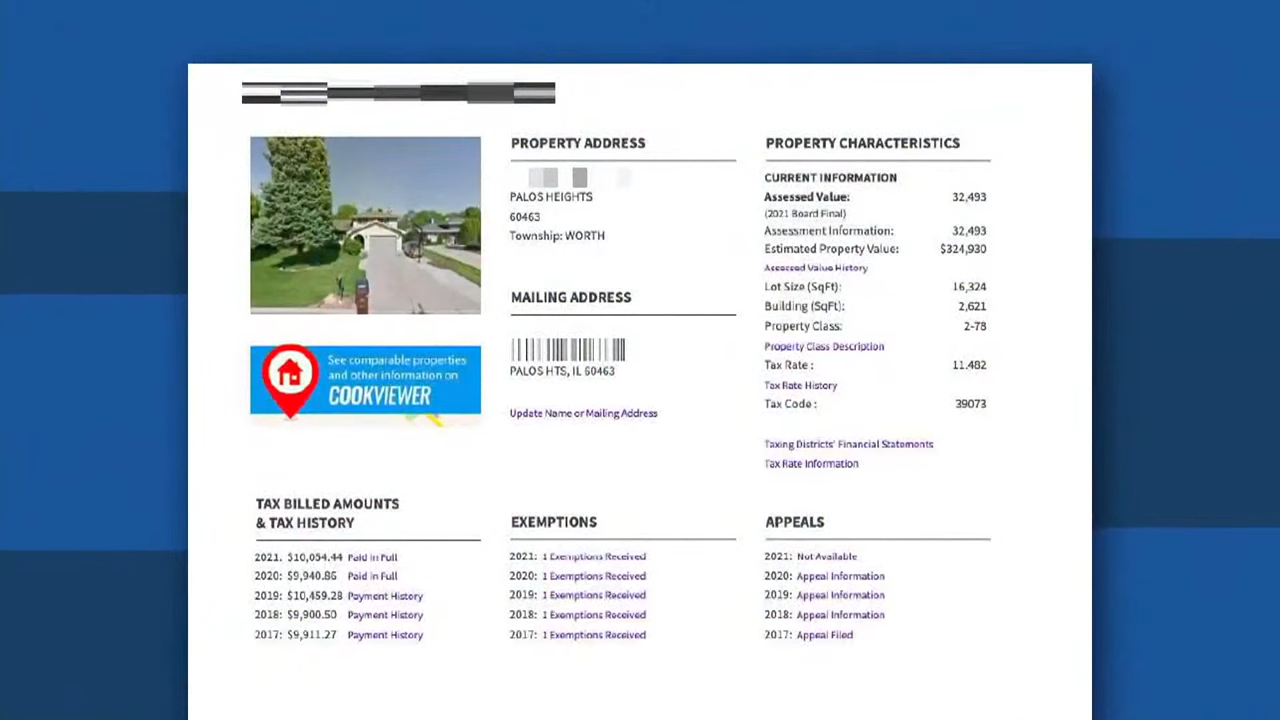 PROPERTY ADDRESS
PALOS HEIGHTS
60463
Township: WORTH
MAILING ADDRESS
PALOS HTS, IL 60463
Update Name or Mailing Address
PROPERTY CHARACTERISTICS
CURRENT INFORMATION
Assessed Value: 32,493
(2021 Board Final)
Assessment Information: 32,493
Estimated Property Value: $324,930
Assessed Value History
Lot Size (SqFt): 16,324
Building (SqFt): 2,621
Property Class: 2-78
Property Class Description
Tax Rate : 11.482
Tax Rate History
Tax Code : 39073
Taxing Districts' Financial Statements
Tax Rate Information
See comparable properties
and other information on
COOKVIEWER
TAX BILLED AMOUNTS
& TAX HISTORY
2021: $10,054.44 Paid in Full
2020: $9,940.86 Paid in Full
2019: $10,459.28 Payment History
2018: $9,900.50 Payment History
2017: $9,911.27 Payment History
EXEMPTIONS
2021: 1 Exemptions Received
2020: 1 Exemptions Received
2019: 1 Exemptions Received
2018: 1 Exemptions Received
2017: 1 Exemptions Received
APPEALS
2021: Not Available
2020: Appeal Information
2019: Appeal Information
2018: Appeal Information
2017: Appeal Filed